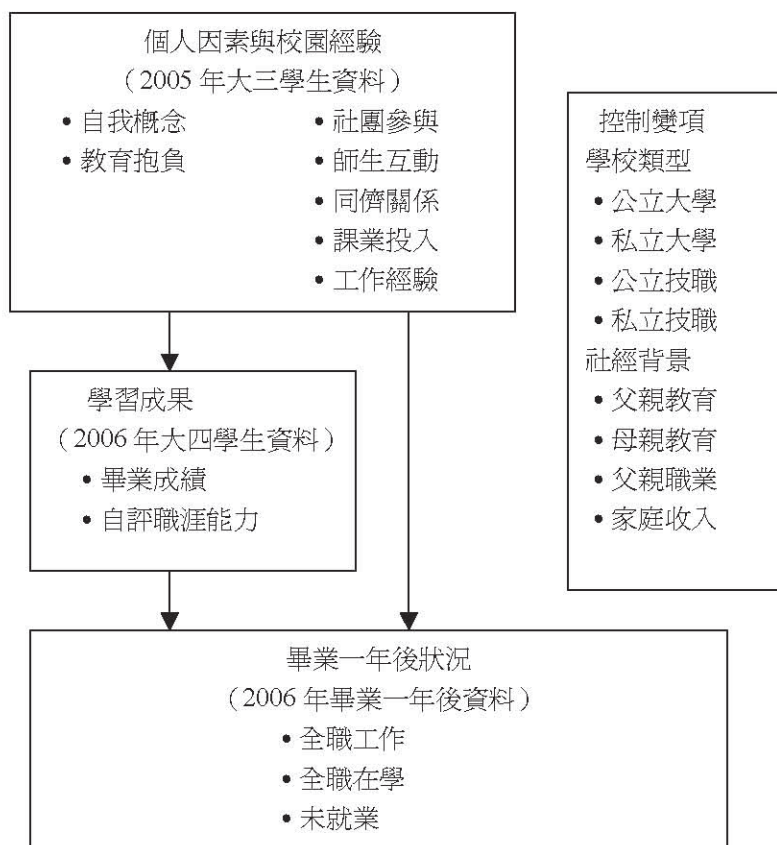 個人因素與校園經驗
（2005 年大三學生資料）
• 自我概念
• 教育抱負
• 社團參與
• 師生互動
• 同儕關係
• 課業投入
• 工作經驗
控制變項
學校類型
• 公立大學
• 私立大學
• 公立技職
• 私立技職
社經背景
• 父親教育
• 母親教育
• 父親職業
• 家庭收入
學習成果
（2006 年大四學生資料）
• 畢業成績
• 自評職涯能力
畢業一年後狀況
（2006 年畢業一年後資料）
• 全職工作
• 全職在學
• 未就業